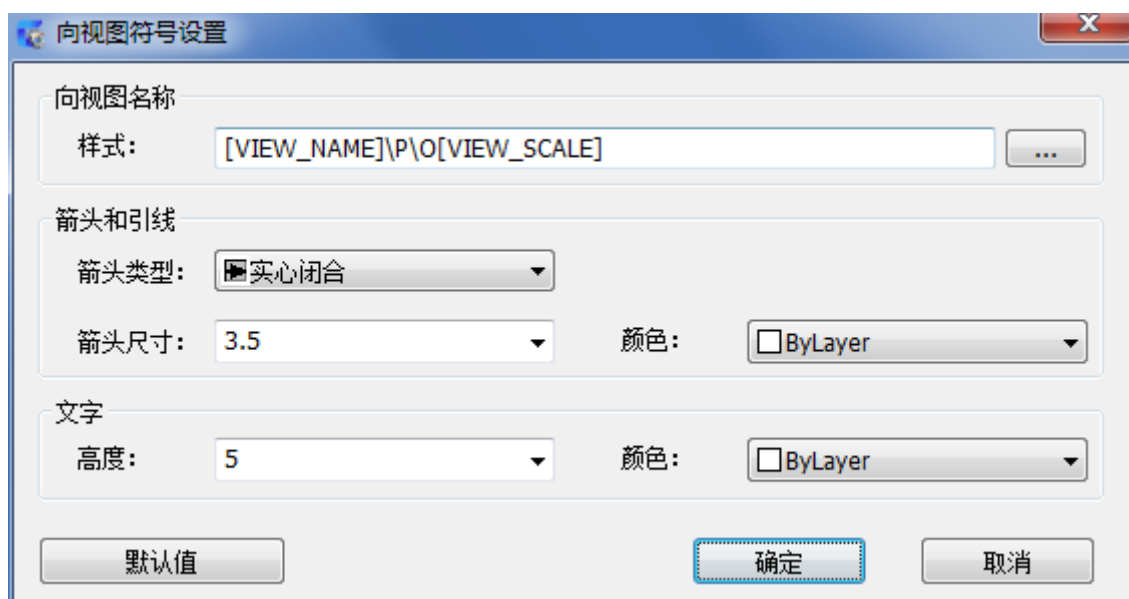 向视图符号设置
向视图名称
样式: [VIEW_NAME]\P\O[VIEW_SCALE] ...
箭头和引线
箭头类型: 实心闭合
箭头尺寸: 3.5 颜色: ByLayer
文字
高度: 5 颜色: ByLayer
默认值 确定 取消